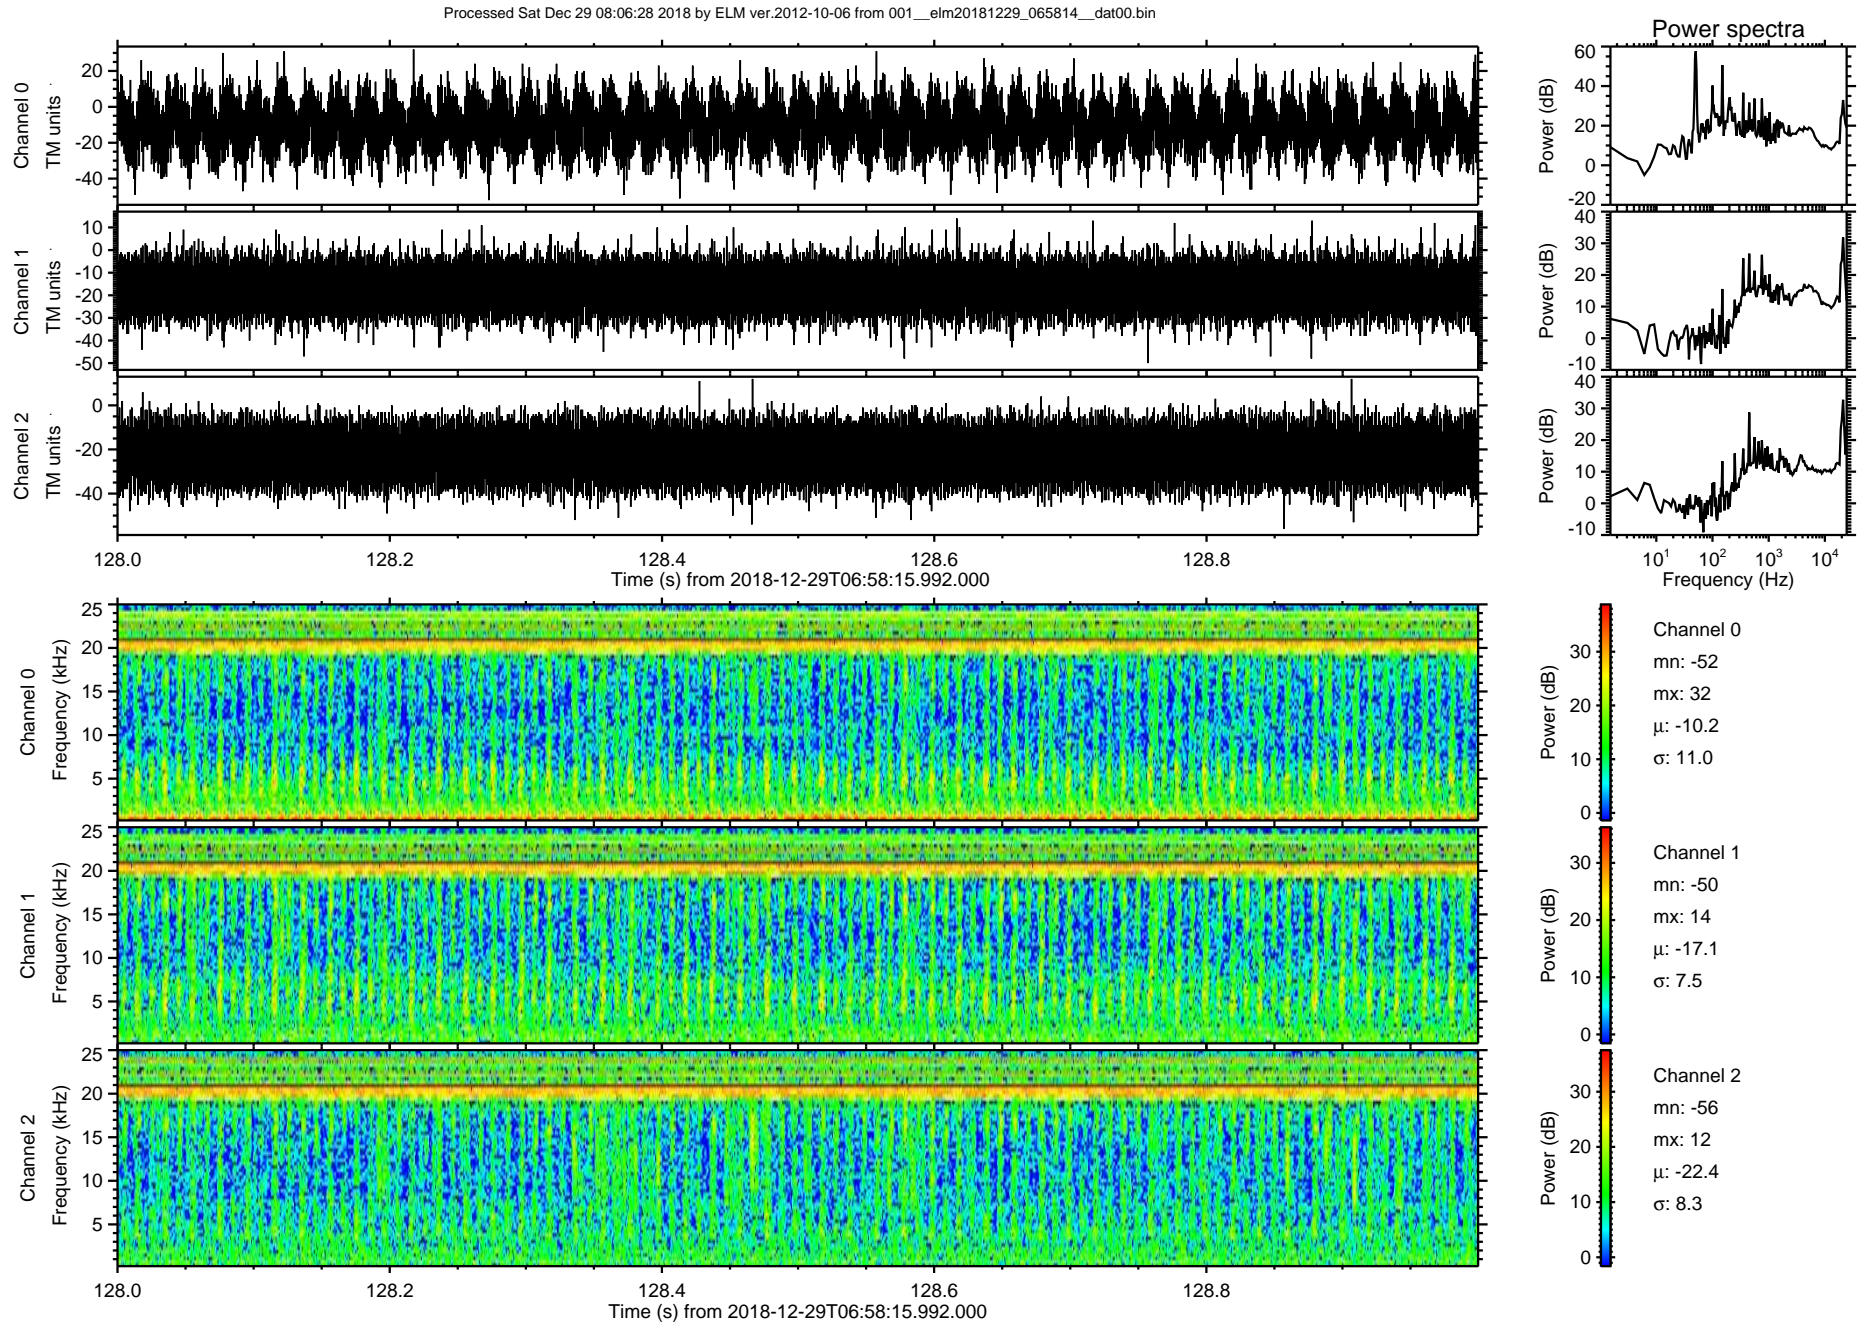 Processed Sat Dec 29 08:06:28 2018 by ELM ver.2012-10-06 from 001__elm20181229_065814__dat00.bin
Power spectra
Channel 0
TM units
20
0
-20
-40
Power (dB)
60
40
20
0
-20
Channel 1
TM units
10
0
-10
-20
-30
-40
-50
Power (dB)
40
30
20
10
0
-10
Channel 2
TM units
0
-20
-40
Power (dB)
40
30
20
10
0
-10
128.0 128.2 128.4 128.6 128.8
Time (s) from 2018-12-29T06:58:15.992.000
10¹ 10² 10³ 10⁴
Frequency (Hz)
Channel 0
Frequency (kHz)
25
20
15
10
5
Power (dB)
30
20
10
0
Channel 0
mn: -52
mx: 32
μ: -10.2
σ: 11.0
Channel 1
Frequency (kHz)
25
20
15
10
5
Power (dB)
30
20
10
0
Channel 1
mn: -50
mx: 14
μ: -17.1
σ: 7.5
Channel 2
Frequency (kHz)
25
20
15
10
5
Power (dB)
30
20
10
0
Channel 2
mn: -56
mx: 12
μ: -22.4
σ: 8.3
128.0 128.2 128.4 128.6 128.8
Time (s) from 2018-12-29T06:58:15.992.000